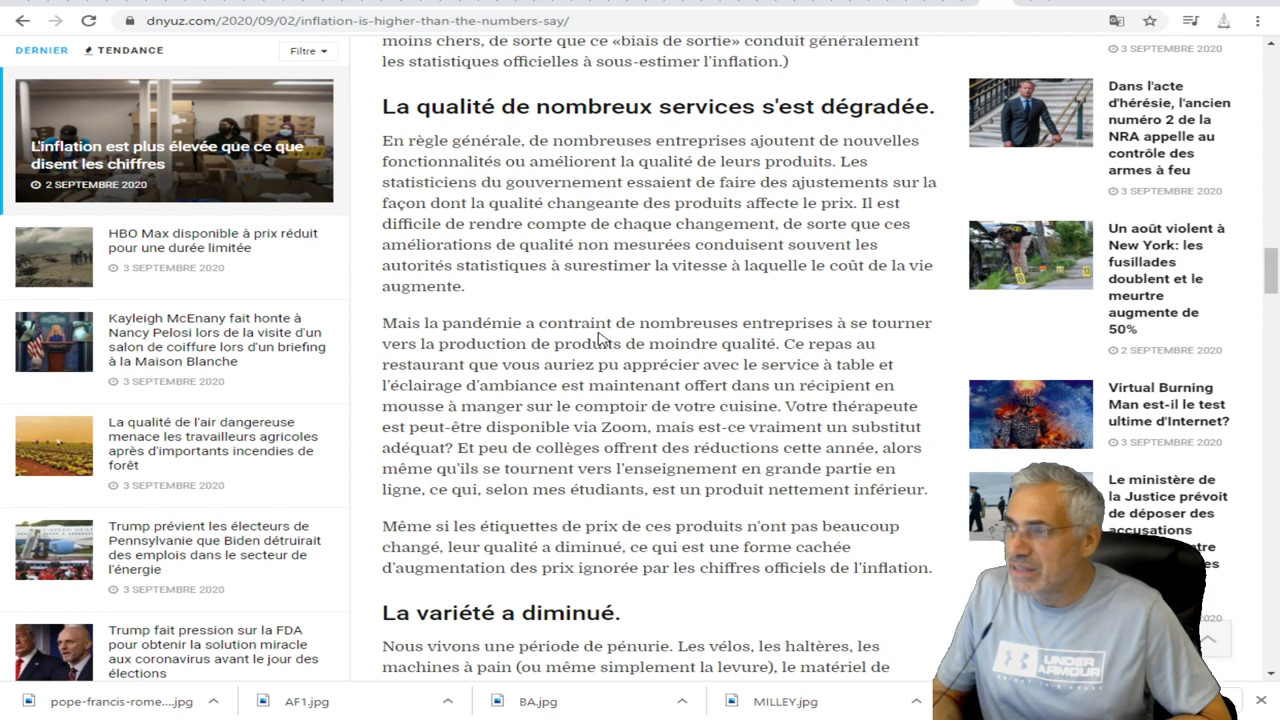 dnyuz.com/2020/09/02/inflation-is-higher-than-the-numbers-say/
DERNIER
TENDANCE
Filtre
L'inflation est plus élevée que ce que
disent les chiffres
2 SEPTEMBRE 2020
HBO Max disponible à prix réduit
pour une durée limitée
3 SEPTEMBRE 2020
Kayleigh McEnany fait honte à
Nancy Pelosi lors de la visite d'un
salon de coiffure lors d'un briefing
à la Maison Blanche
3 SEPTEMBRE 2020
La qualité de l'air dangereuse
menace les travailleurs agricoles
après d'importants incendies de
forêt
3 SEPTEMBRE 2020
Trump prévient les électeurs de
Pennsylvanie que Biden détruirait
des emplois dans le secteur de
l'énergie
3 SEPTEMBRE 2020
Trump fait pression sur la FDA
pour obtenir la solution miracle
aux coronavirus avant le jour des
élections
moins chers, de sorte que ce «biais de sortie» conduit généralement
les statistiques officielles à sous-estimer l'inflation.)
La qualité de nombreux services s'est dégradée.
En règle générale, de nombreuses entreprises ajoutent de nouvelles
fonctionnalités ou améliorent la qualité de leurs produits. Les
statisticiens du gouvernement essaient de faire des ajustements sur la
façon dont la qualité changeante des produits affecte le prix. Il est
difficile de rendre compte de chaque changement, de sorte que ces
améliorations de qualité non mesurées conduisent souvent les
autorités statistiques à surestimer la vitesse à laquelle le coût de la vie
augmente.
Mais la pandémie a contraint de nombreuses entreprises à se tourner
vers la production de produits de moindre qualité. Ce repas au
restaurant que vous auriez pu apprécier avec le service à table et
l'éclairage d'ambiance est maintenant offert dans un récipient en
mousse à manger sur le comptoir de votre cuisine. Votre thérapeute
est peut-être disponible via Zoom, mais est-ce vraiment un substitut
adéquat? Et peu de collèges offrent des réductions cette année, alors
même qu'ils se tournent vers l'enseignement en grande partie en
ligne, ce qui, selon mes étudiants, est un produit nettement inférieur.
Même si les étiquettes de prix de ces produits n'ont pas beaucoup
changé, leur qualité a diminué, ce qui est une forme cachée
d'augmentation des prix ignorée par les chiffres officiels de l'inflation.
La variété a diminué.
Nous vivons une période de pénurie. Les vélos, les haltères, les
machines à pain (ou même simplement la levure), le matériel de
3 SEPTEMBRE 2020
Dans l'acte
d'hérésie, l'ancien
numéro 2 de la
NRA appelle au
contrôle des
armes à feu
3 SEPTEMBRE 2020
Un août violent à
New York: les
fusillades
doublent et le
meurtre
augmente de
50%
2 SEPTEMBRE 2020
Virtual Burning
Man est-il le test
ultime d'Internet?
3 SEPTEMBRE 2020
Le ministère de
la Justice prévoit
de déposer des
accusations
UNDER
ARMOUR
pope-francis-rome....jpg
AF1.jpg
BA.jpg
MILLEY.jpg